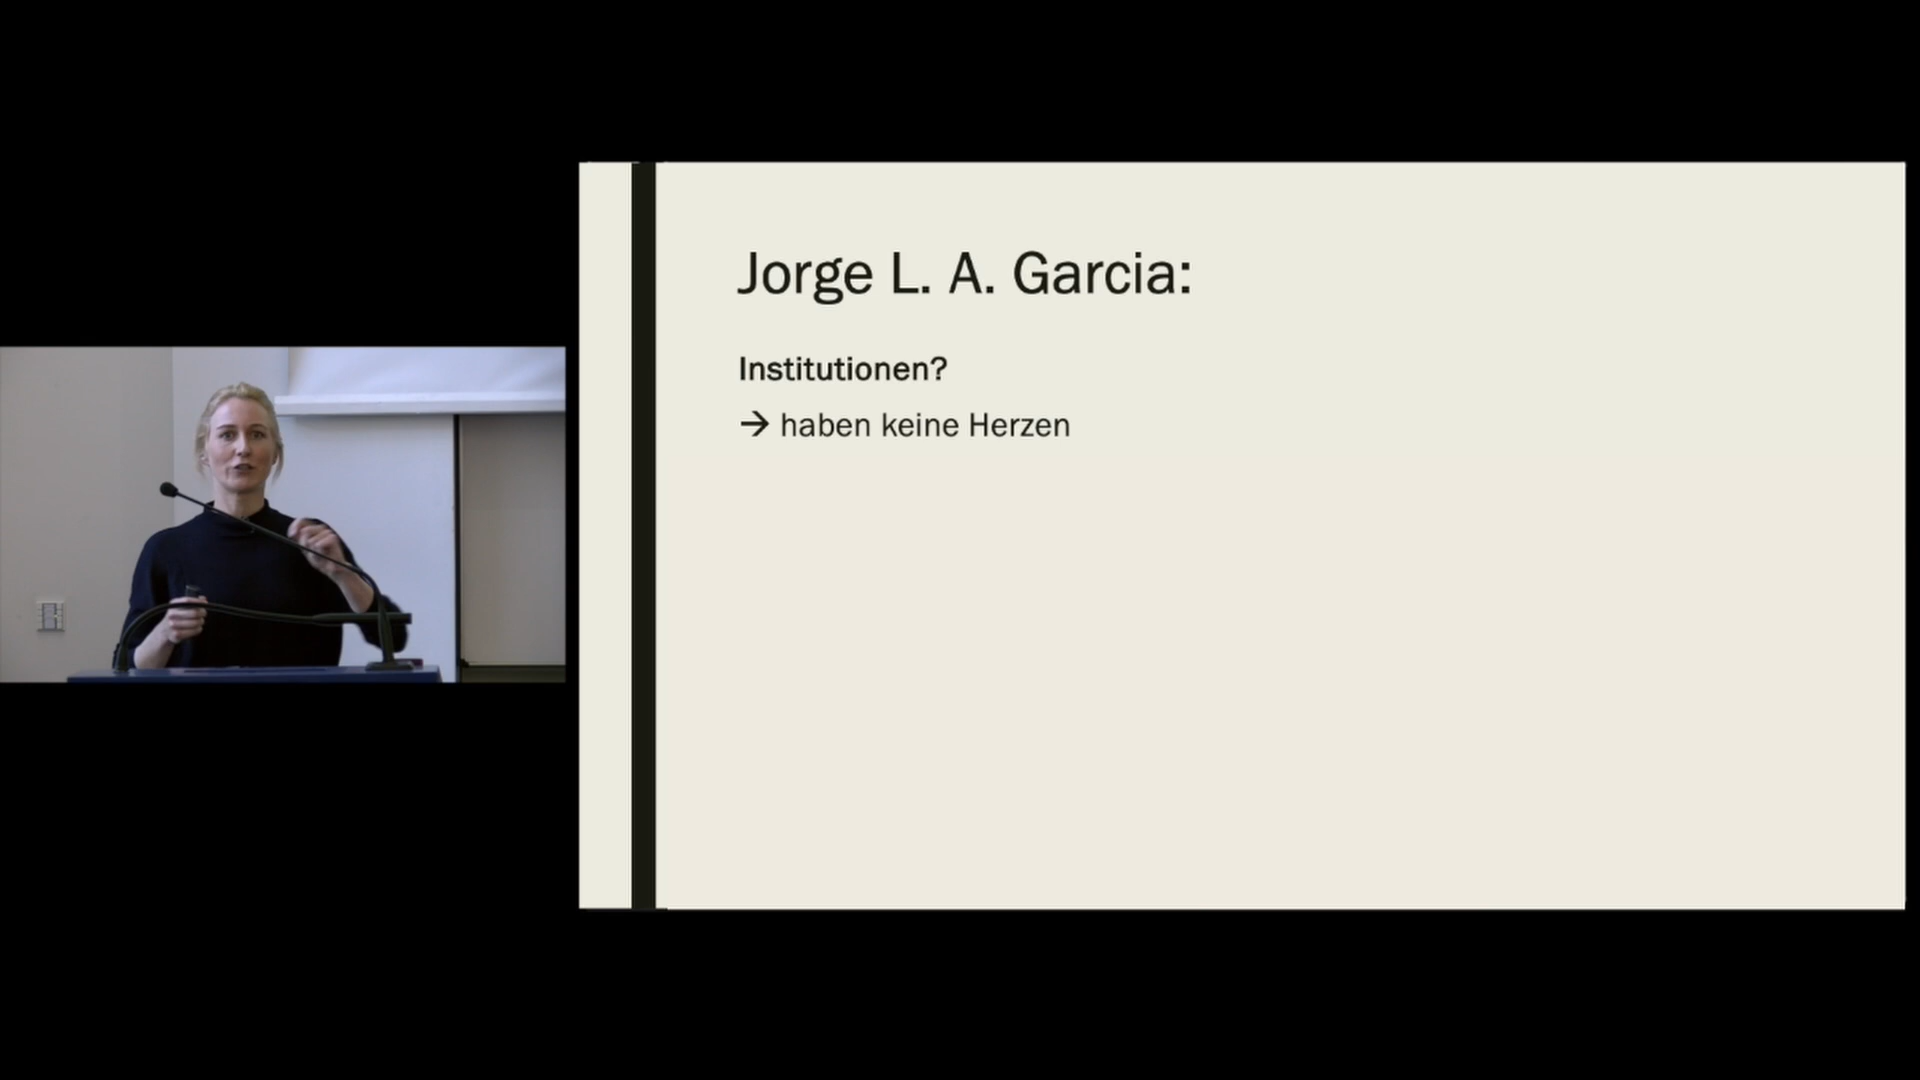 Jorge L. A. Garcia:
Institutionen?
→ haben keine Herzen